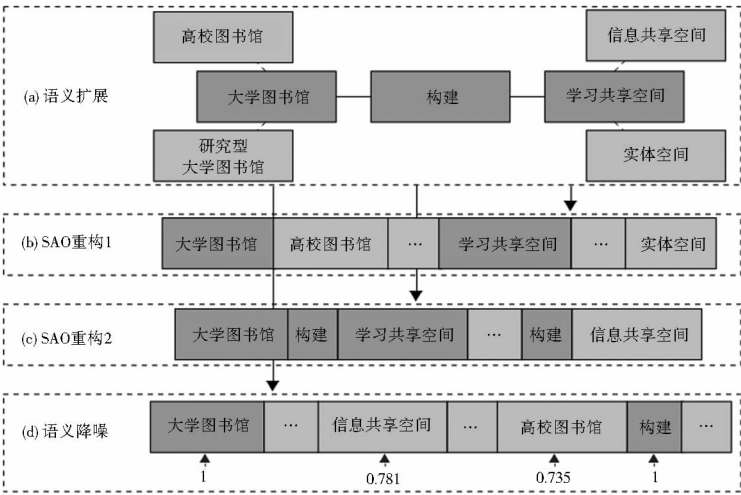 高校图书馆
信息共享空间
(a) 语义扩展
大学图书馆
构建
学习共享空间
研究型
大学图书馆
实体空间
(b) SAO重构1
大学图书馆
高校图书馆
…
学习共享空间
…
实体空间
(c) SAO重构2
大学图书馆
构建
学习共享空间
…
构建
信息共享空间
(d) 语义降噪
大学图书馆
…
信息共享空间
…
高校图书馆
构建
…
1
0.781
0.735
1